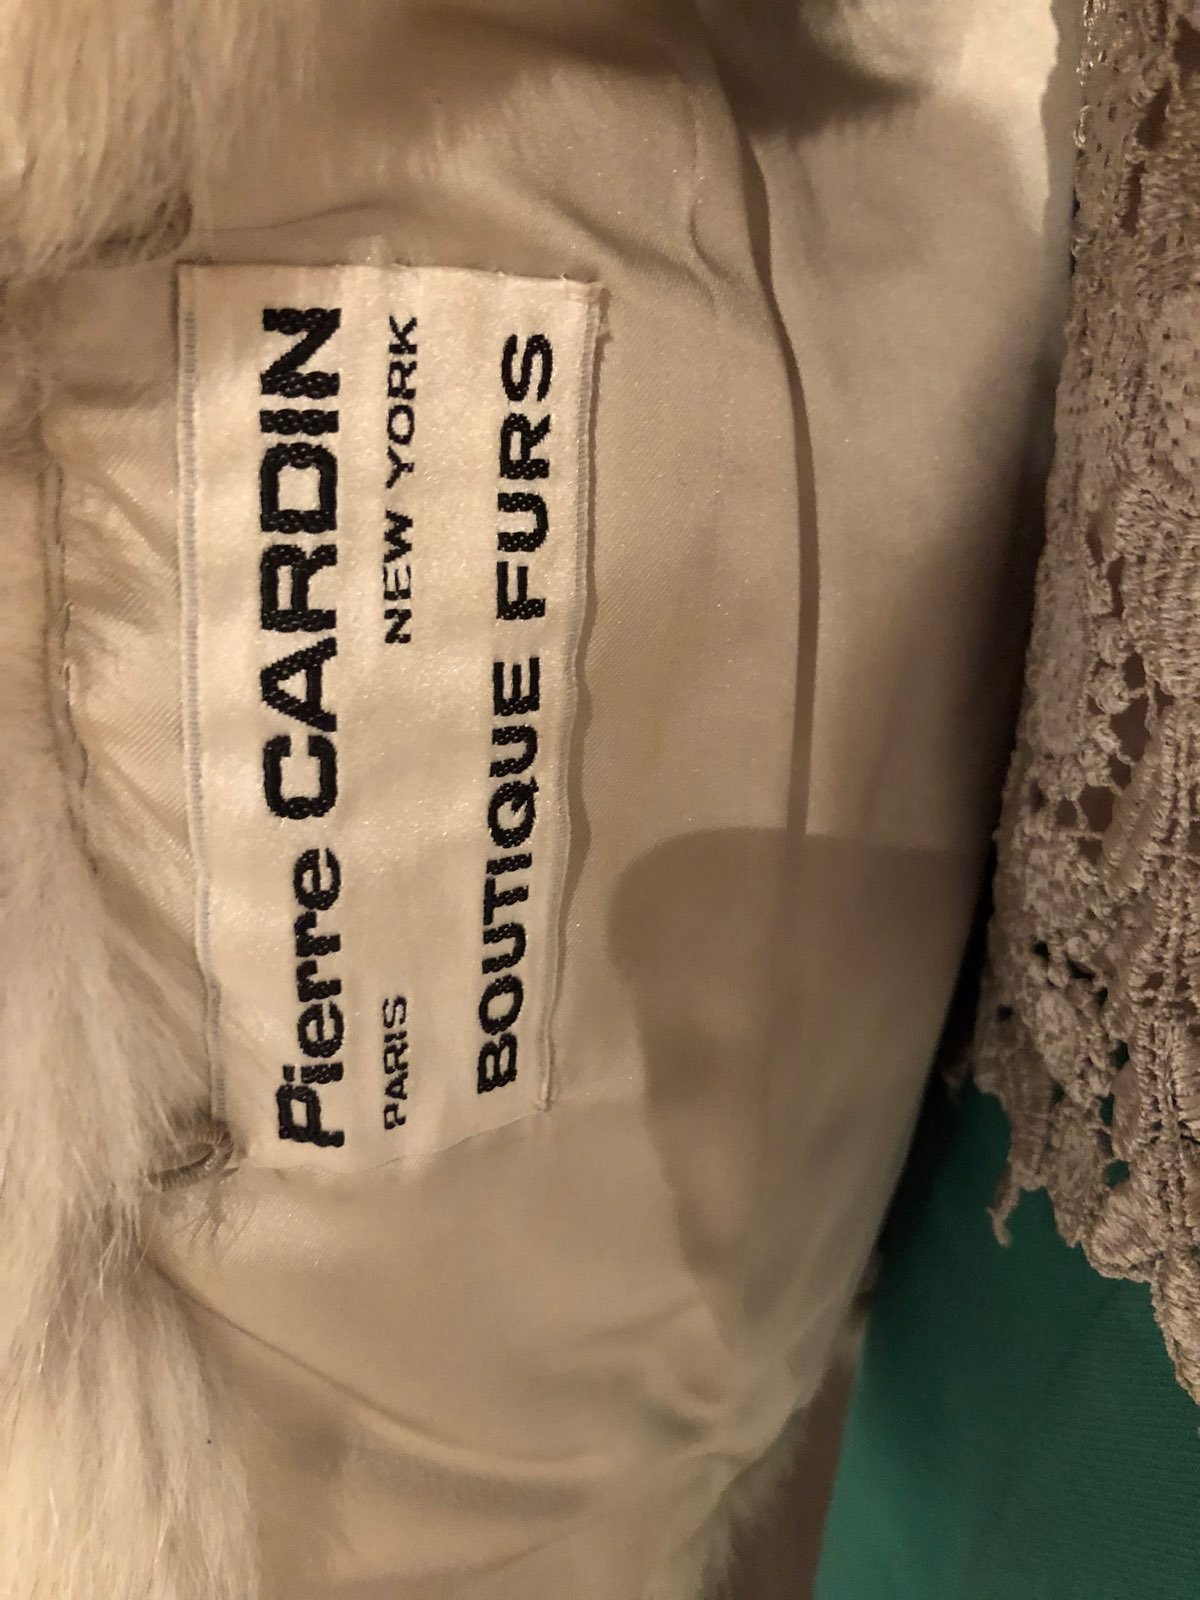 Pierre CARDIN
PARIS NEW YORK
BOUTIQUE FURS